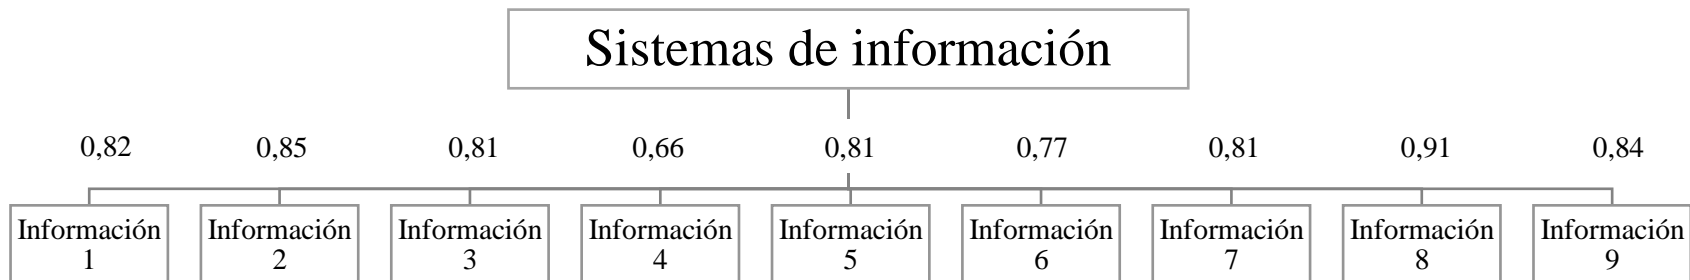 Sistemas de información
0,82 0,85 0,81 0,66 0,81 0,77 0,81 0,91 0,84
Información Información Información Información Información Información Información Información Información
1 2 3 4 5 6 7 8 9